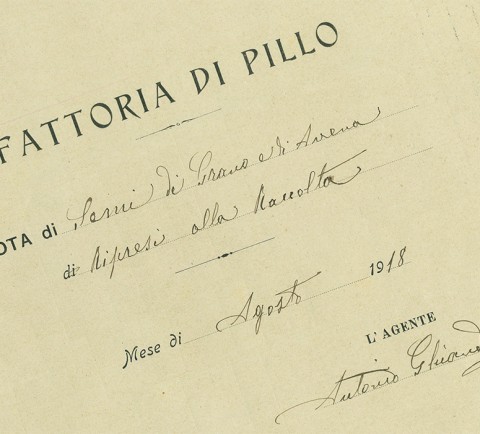 FATTORIA DI PILLO
OTA di Semi di Grano e di Avena
di Ripresi alla Raccolta
Mese di Agosto 1918
L'AGENTE
Antonio